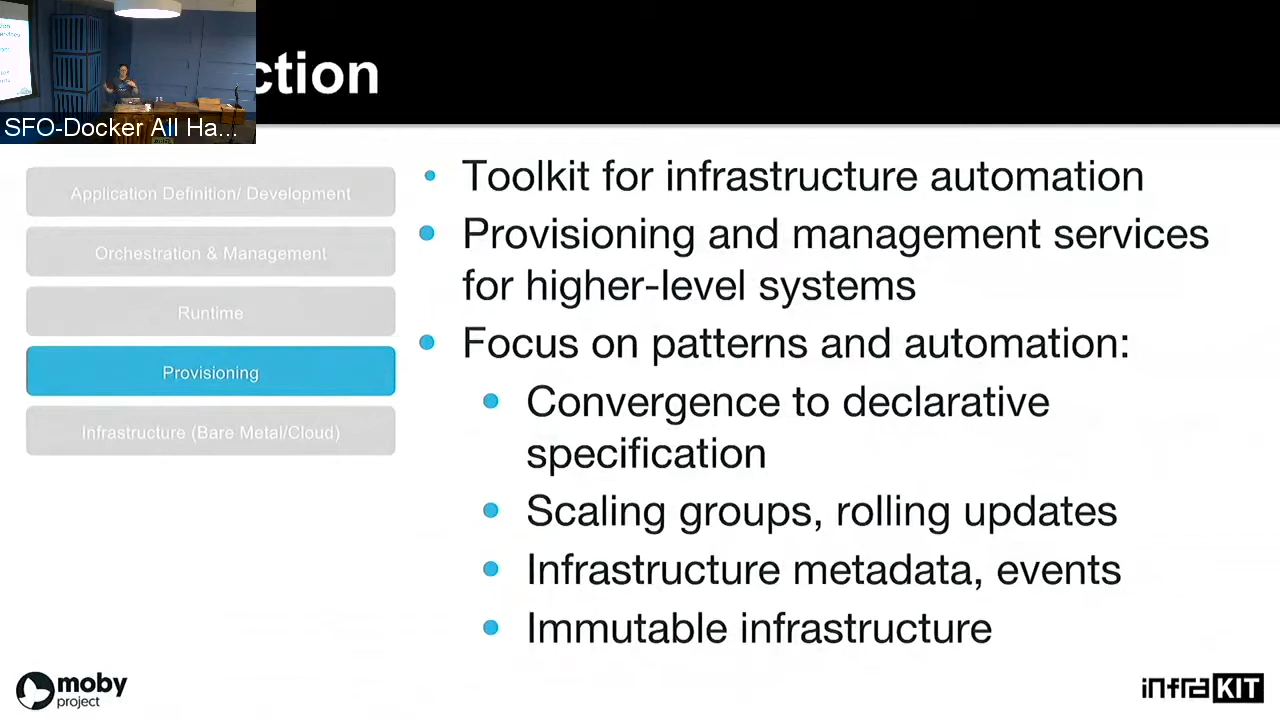 ction
SFO-Docker All Ha...
Application Definition/ Development
Orchestration & Management
Runtime
Provisioning
Infrastructure (Bare Metal/Cloud)
• Toolkit for infrastructure automation
• Provisioning and management services
for higher-level systems
• Focus on patterns and automation:
• Convergence to declarative
specification
• Scaling groups, rolling updates
• Infrastructure metadata, events
• Immutable infrastructure
moby
project
infraKIT